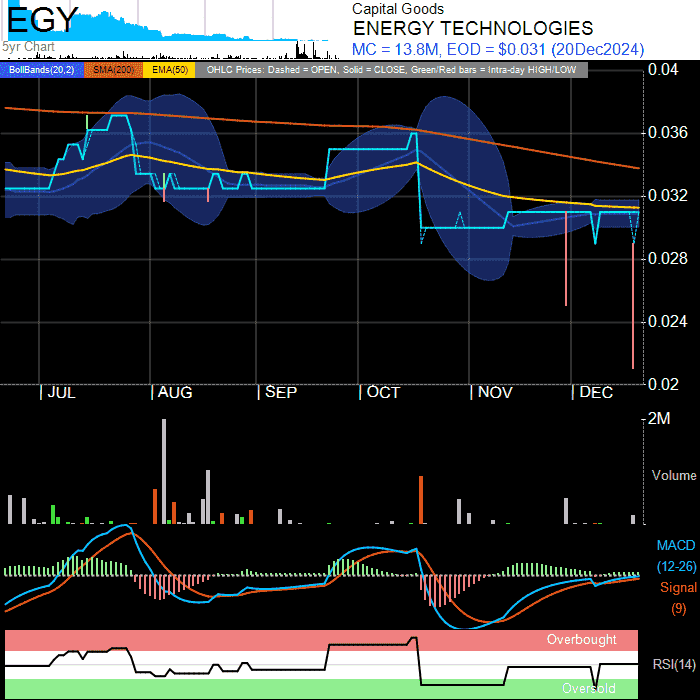 EGY
5yr Chart
Capital Goods
ENERGY TECHNOLOGIES
MC = 13.8M, EOD = $0.031 (20Dec2024)
BollBands(20,2) SMA(200) EMA(50) OHLC Prices: Dashed = OPEN, Solid = CLOSE, Green/Red bars = Intra-day HIGH/LOW
0.04
0.036
0.032
0.028
0.024
0.02
JUL AUG SEP OCT NOV DEC
2M
Volume
MACD
(12-26)
Signal
(9)
Overbought
RSI(14)
Oversold